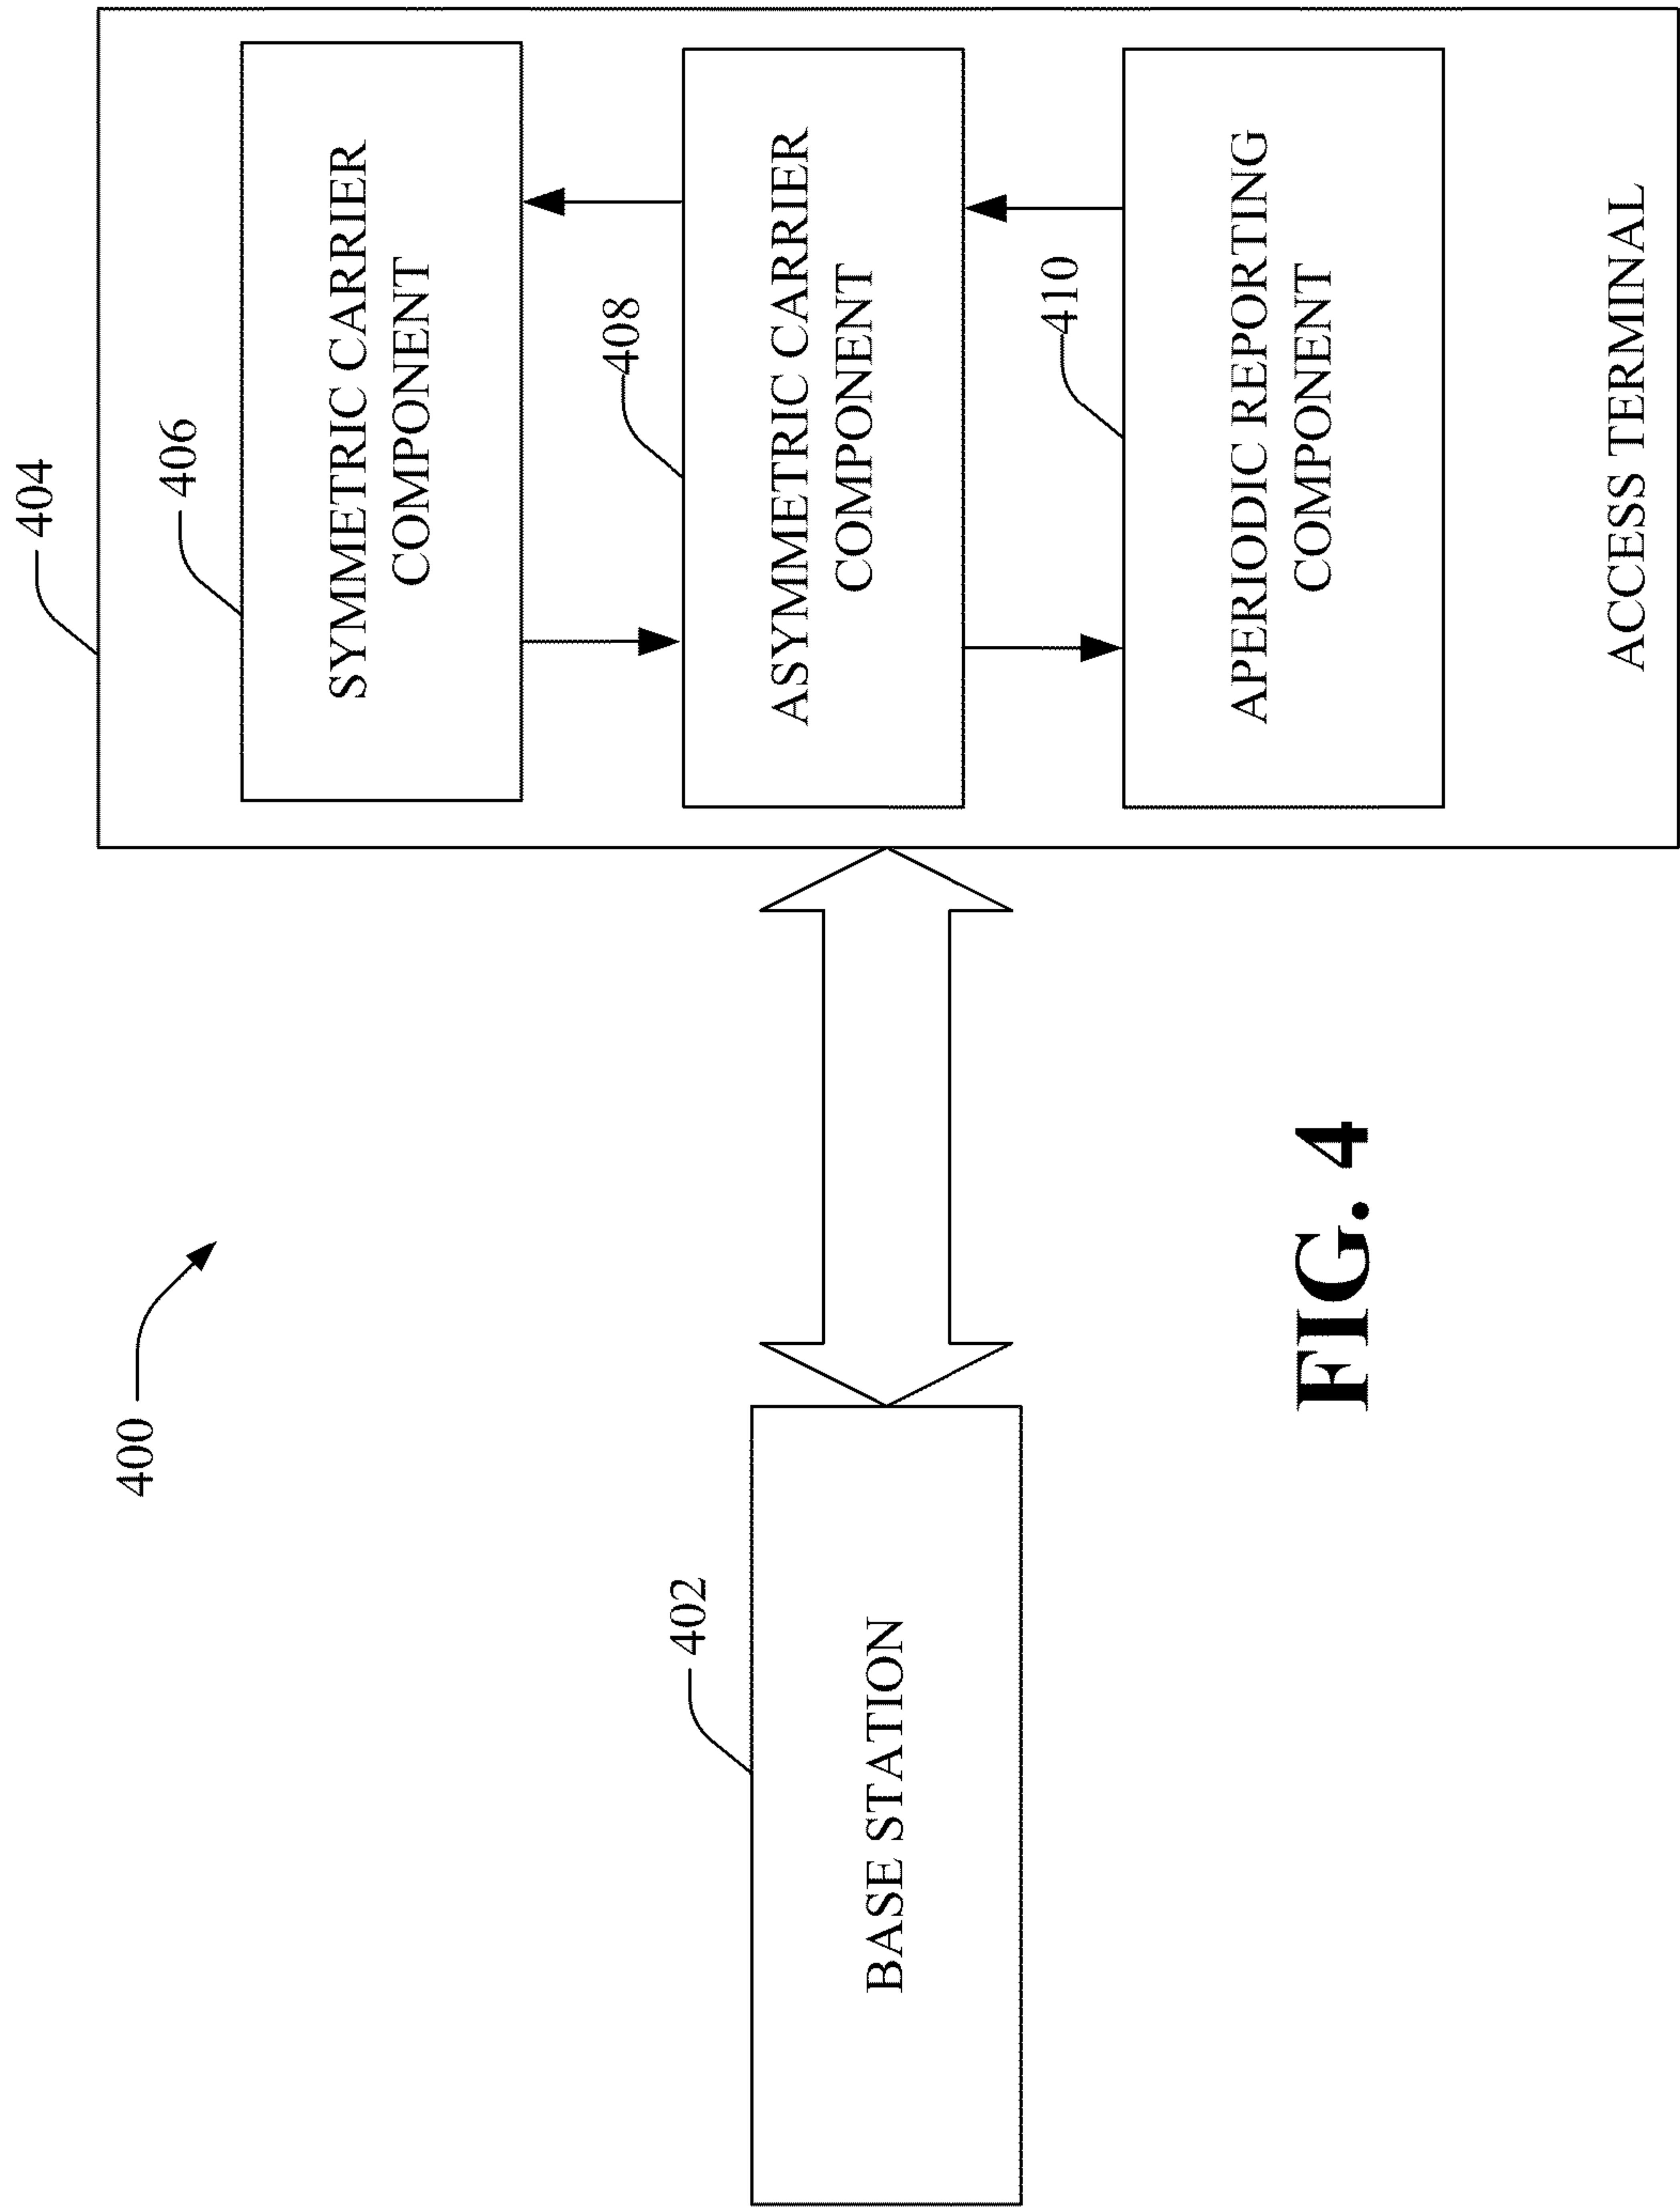 400
402
BASE STATION
404
406
SYMMETRIC CARRIER
COMPONENT
408
ASYMMETRIC CARRIER
COMPONENT
410
APERIODIC REPORTING
COMPONENT
ACCESS TERMINAL
FIG. 4